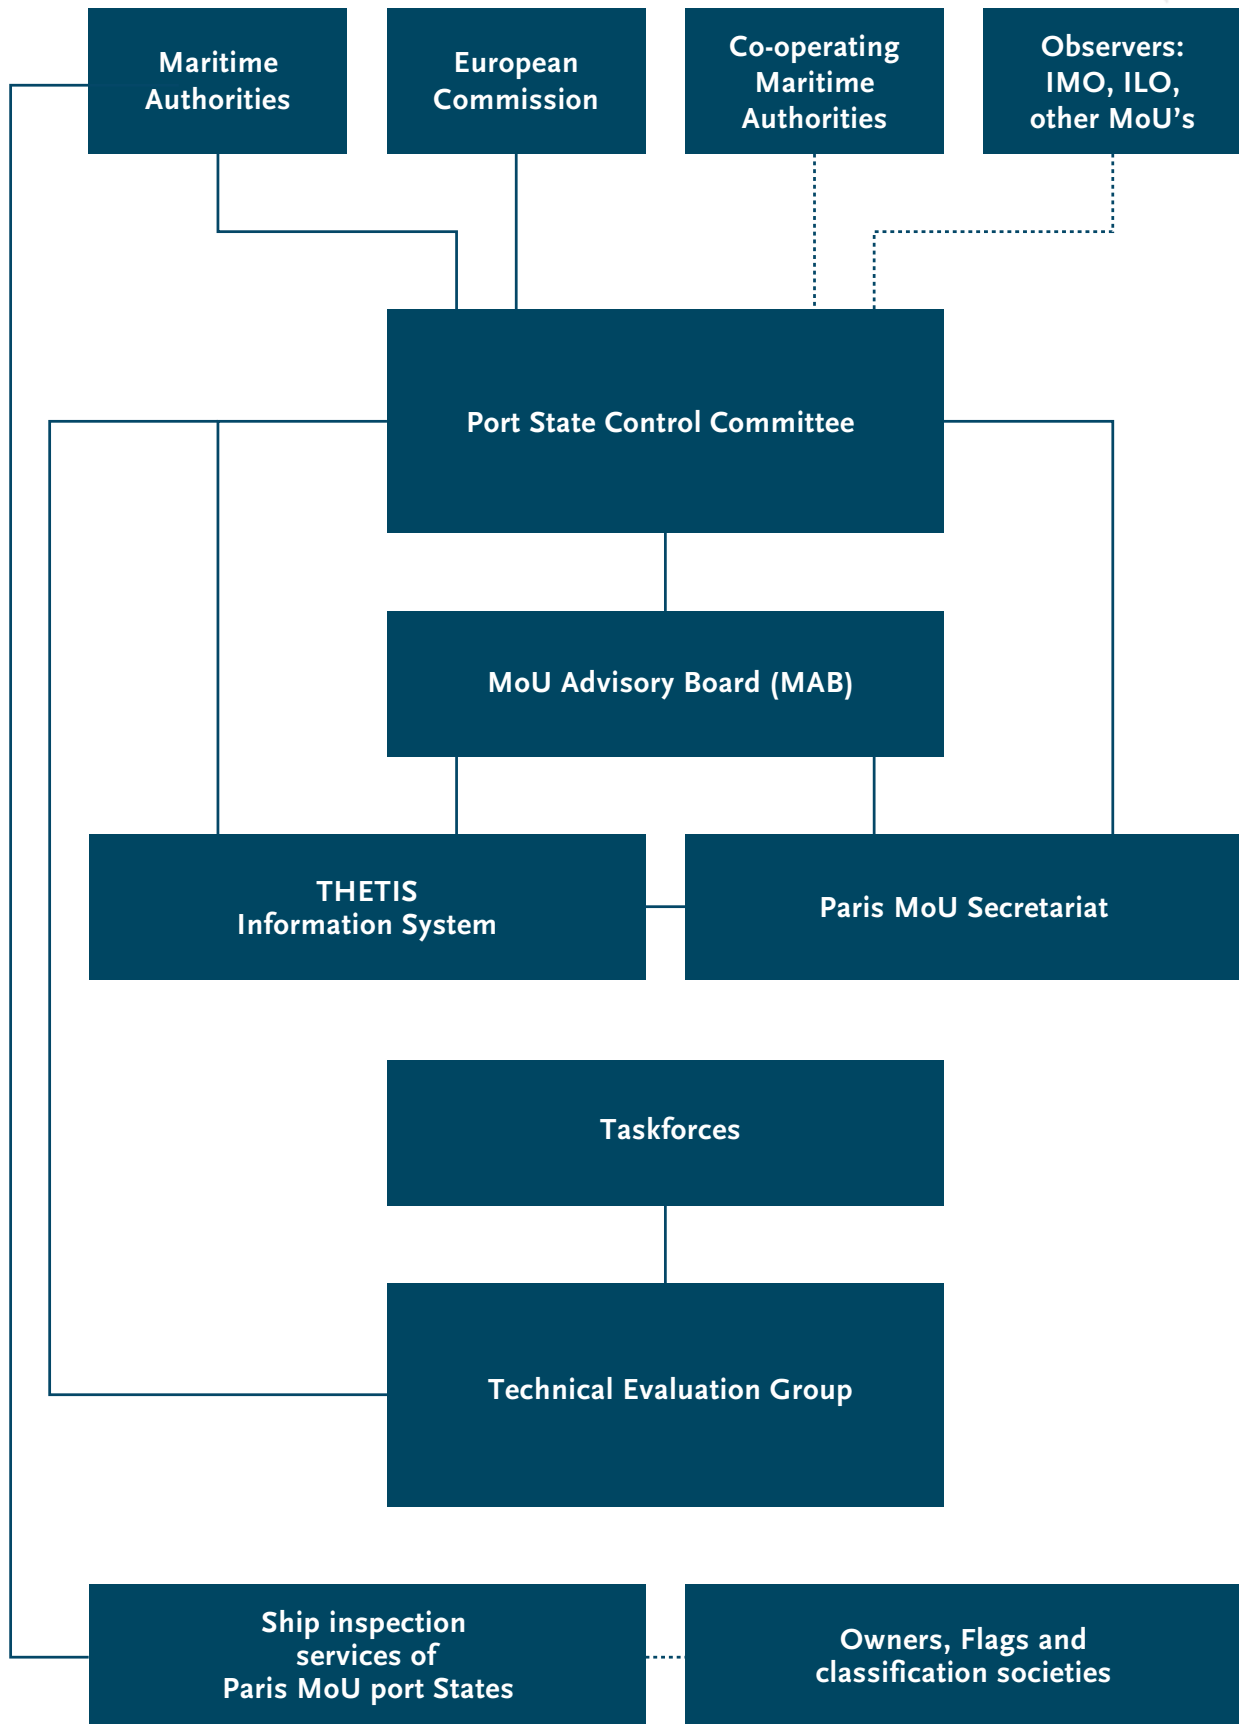 Maritime
Authorities
European
Commission
Co-operating
Maritime
Authorities
Observers:
IMO, ILO,
other MoU's
Port State Control Committee
MoU Advisory Board (MAB)
THETIS
Information System
Paris MoU Secretariat
Taskforces
Technical Evaluation Group
Ship inspection
services of
Paris MoU port States
Owners, Flags and
classification societies